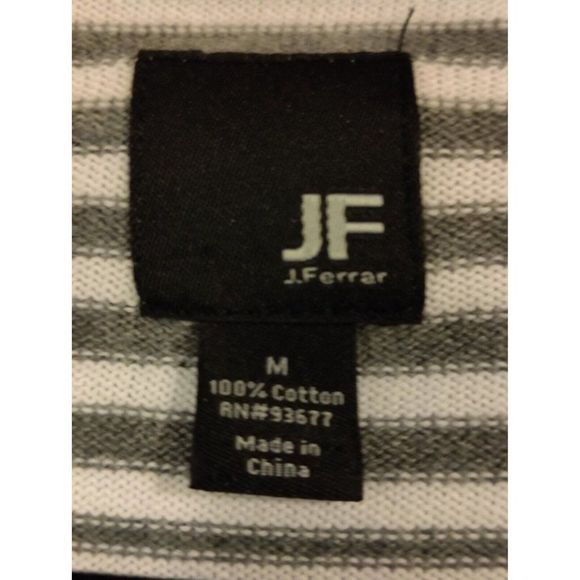 JF
J.Ferrar
M
100% Cotton
RN#93677
Made in
China